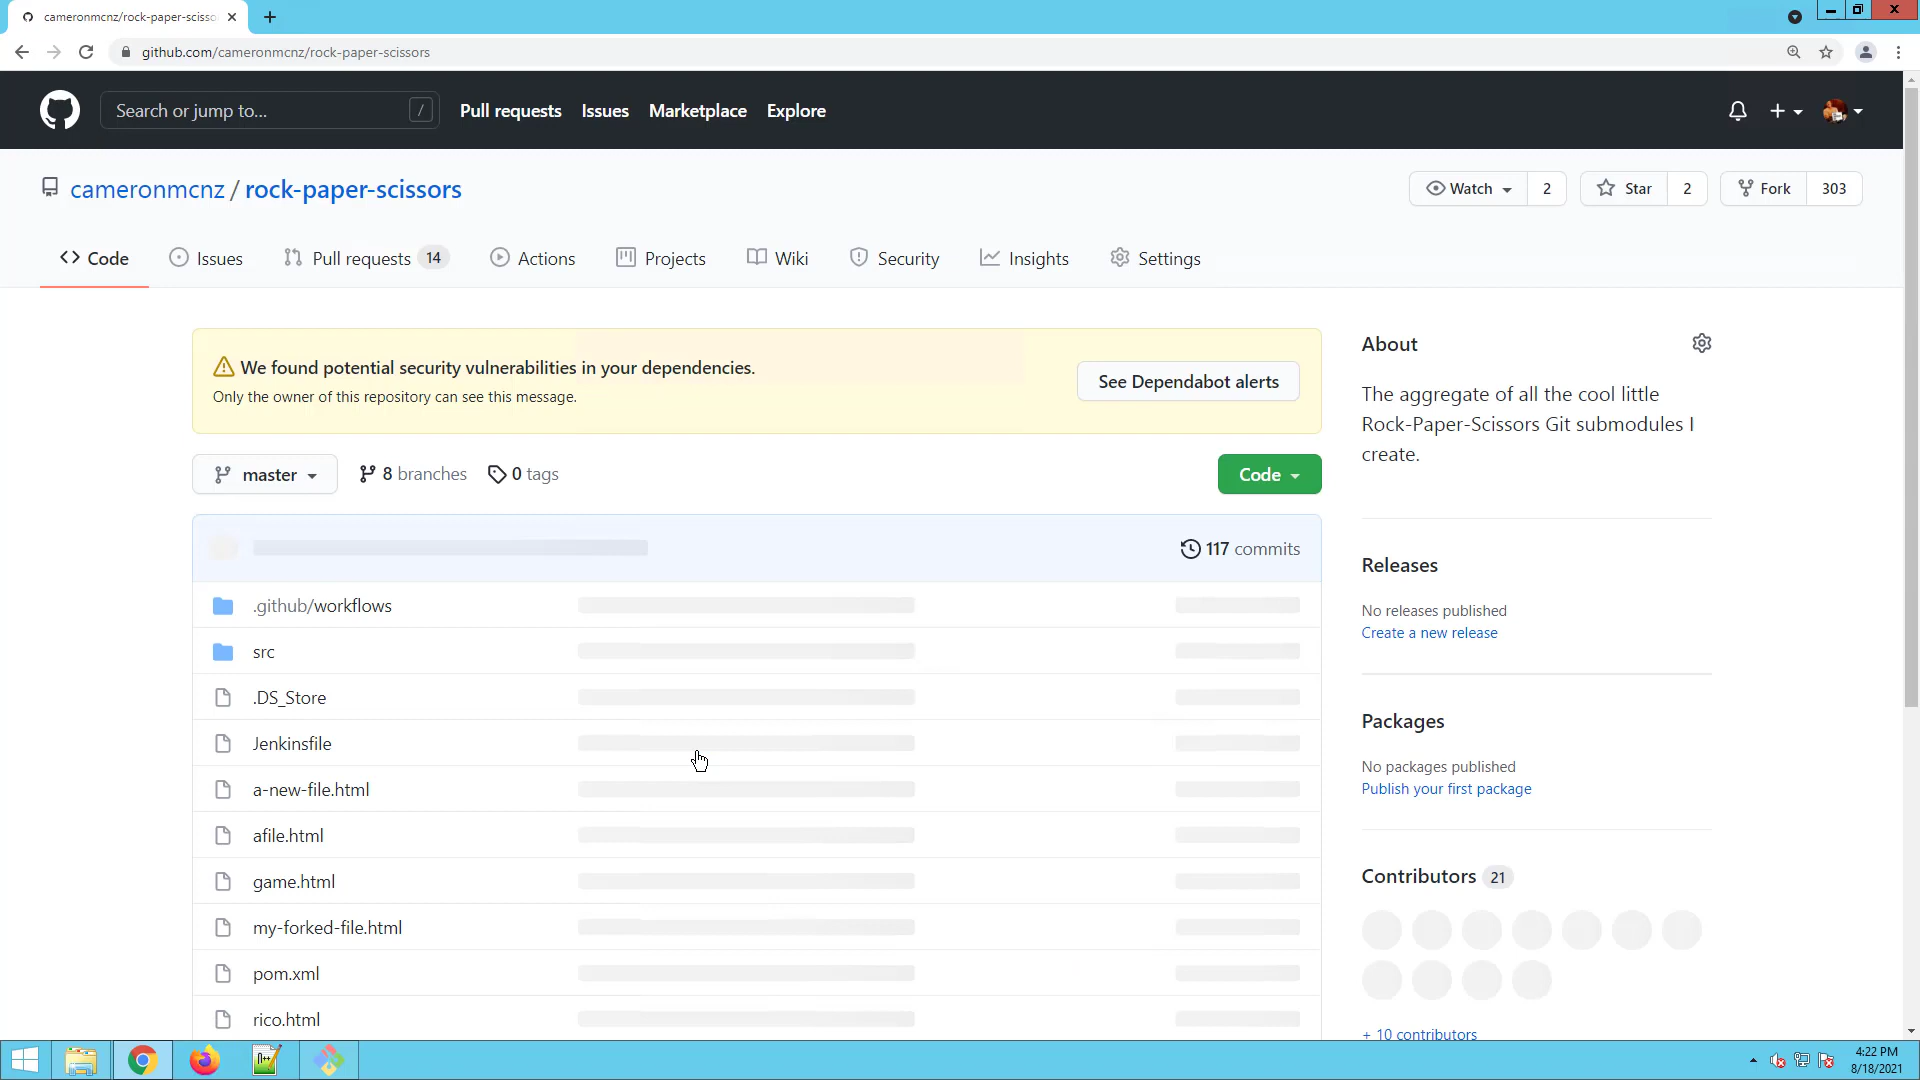 cameronmcnz/rock-paper-scisso
github.com/cameronmcnz/rock-paper-scissors
Search or jump to... /
Pull requests Issues Marketplace Explore
cameronmcnz / rock-paper-scissors
Watch 2 Star 2 Fork 303
Code Issues Pull requests 14 Actions Projects Wiki Security Insights Settings
We found potential security vulnerabilities in your dependencies.
Only the owner of this repository can see this message.
See Dependabot alerts
master 8 branches 0 tags Code
117 commits
.github/workflows
src
.DS_Store
Jenkinsfile
a-new-file.html
afile.html
game.html
my-forked-file.html
pom.xml
rico.html
About
The aggregate of all the cool little
Rock-Paper-Scissors Git submodules I
create.
Releases
No releases published
Create a new release
Packages
No packages published
Publish your first package
Contributors 21
+ 10 contributors
4:22 PM
8/18/2021